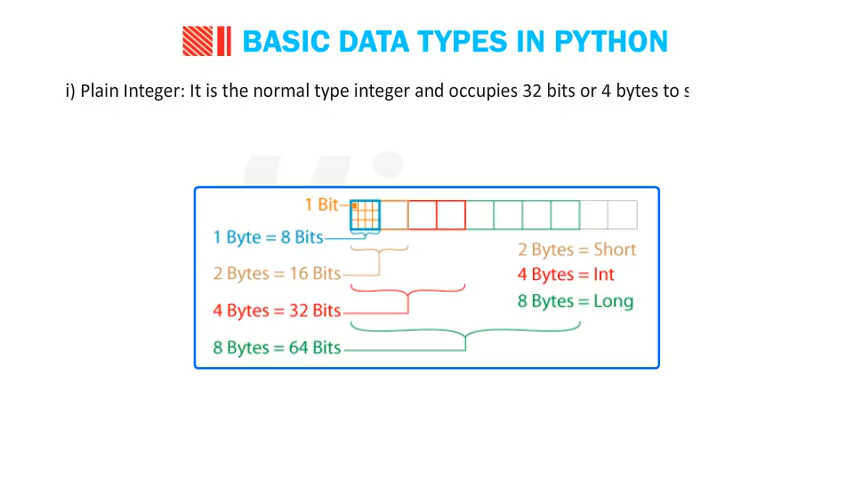 BASIC DATA TYPES IN PYTHON
i) Plain Integer: It is the normal type integer and occupies 32 bits or 4 bytes to
1 Bit
1 Byte = 8 Bits
2 Bytes = 16 Bits
4 Bytes = 32 Bits
8 Bytes = 64 Bits
2 Bytes = Short
4 Bytes = Int
8 Bytes = Long